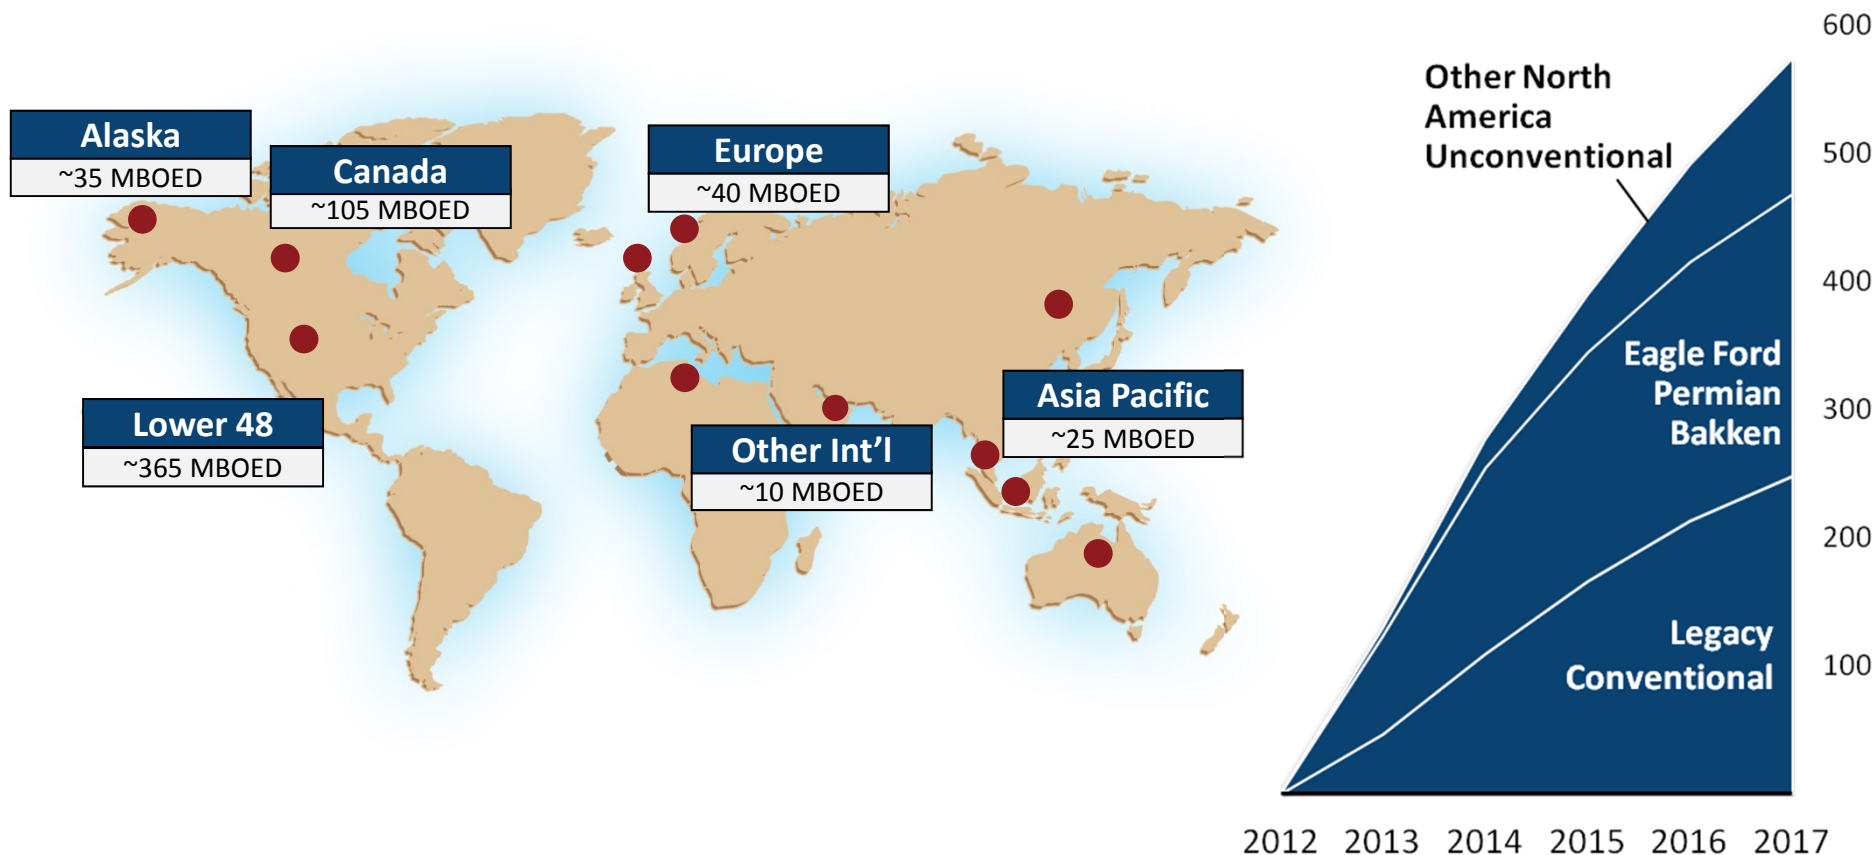 Alaska
~35 MBOED
Canada
~105 MBOED
Europe
~40 MBOED
Lower 48
~365 MBOED
Other Int’l
~10 MBOED
Asia Pacific
~25 MBOED
Other North
America
Unconventional
Eagle Ford
Permian
Bakken
Legacy
Conventional
600
500
400
300
200
100
2012 2013 2014 2015 2016 2017